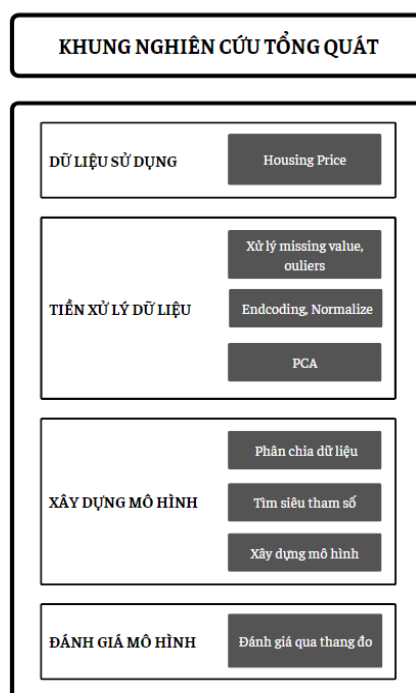 KHUNG NGHIÊN CỨU TỔNG QUÁT
DỮ LIỆU SỬ DỤNG
Housing Price
TIỀN XỬ LÝ DỮ LIỆU
Xử lý missing value,
ouliers
Endcoding, Normalize
PCA
XÂY DỰNG MÔ HÌNH
Phân chia dữ liệu
Tìm siêu tham số
Xây dựng mô hình
ĐÁNH GIÁ MÔ HÌNH
Đánh giá qua thang đo